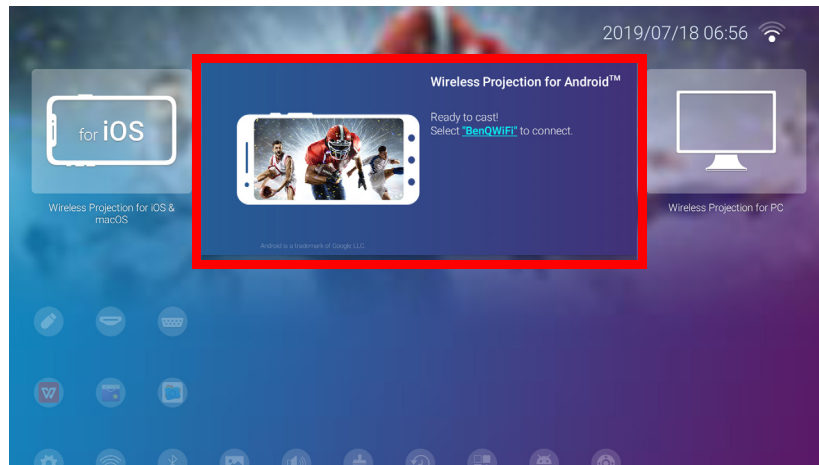 2019/07/18 06:56
for iOS
Wireless Projection for iOS &
macOS
Wireless Projection for Android™
Ready to cast!
Select "BenQWiFi" to connect.
Android is a trademark of Google LLC.
Wireless Projection for PC